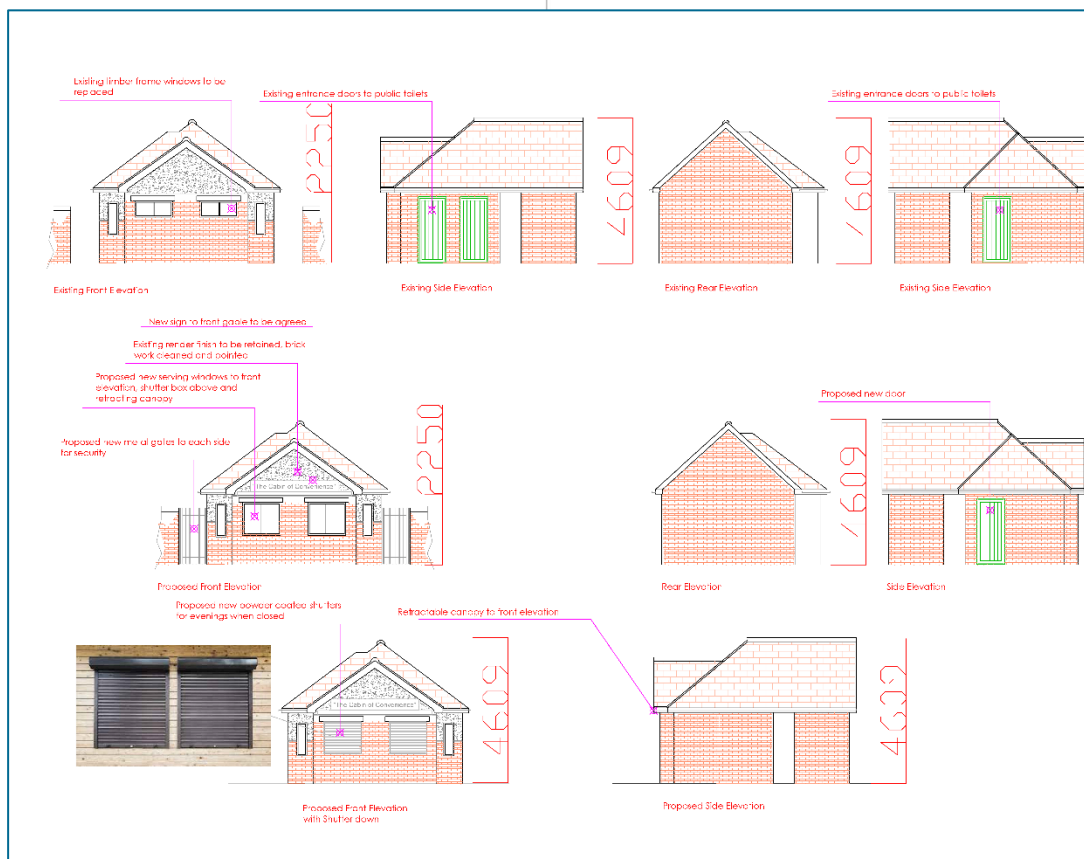 Existing timber frame windows to be
replaced
Existing entrance doors to public toilets
Existing entrance doors to public toilets
2250
4609
4609
Existing Front Elevation
Existing Side Elevation
Existing Rear Elevation
Existing Side Elevation
New sign to front gable to be agreed
Existing render finish to be retained, brick
work cleaned and pointed
Proposed new serving windows to front
elevation, shutter box above and
retracting canopy
Proposed new metal gates to each side
for security
Proposed new door
"The Cabin of Convenience"
2250
4609
Proposed Front Elevation
Rear Elevation
Side Elevation
Proposed new powder coated shutters
for evenings when closed
Retractable canopy to front elevation
"The Cabin of Convenience"
4609
4609
Proposed Front Elevation
with Shutter down
Proposed Side Elevation